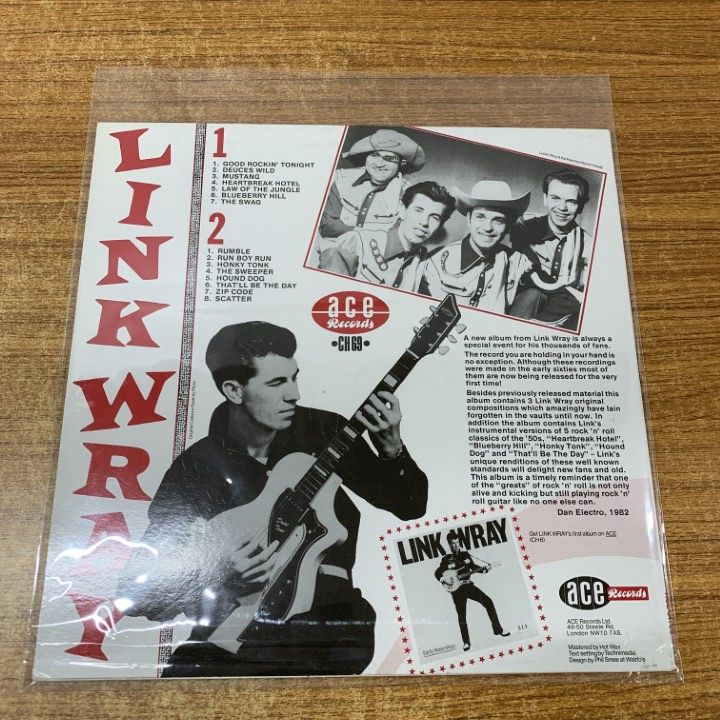 LINK WRAY
1
1. GOOD ROCKIN' TONIGHT
2. DEUCES WILD
3. MUSTANG
4. HEARTBREAK HOTEL
5. LAW OF THE JUNGLE
6. BLUEBERRY HILL
7. THE SWAG
2
1. RUMBLE
2. RUN BOY RUN
3. HONKY TONK
4. THE SWEEPER
5. HOUND DOG
6. THAT'LL BE THE DAY
7. ZIP CODE
8. SCATTER
ace
Records
•CH 69•
A new album from Link Wray is always a
special event for his thousands of fans.
The record you are holding in your hand is
no exception. Although these recordings
were made in the early sixties most of
them are now being released for the very
first time!
Besides previously released material this
album contains 3 Link Wray original
compositions which amazingly have lain
forgotten in the vaults until now. In
addition the album contains Link's
instrumental versions of 5 rock 'n' roll
classics of the '50s, "Heartbreak Hotel",
"Blueberry Hill", "Honky Tonk", "Hound
Dog" and "That'll Be The Day" – Link's
unique renditions of these well known
standards will delight new fans and old.
This album is a timely reminder that one
of the "greats" of rock 'n' roll is not only
alive and kicking but still playing rock 'n'
roll guitar like no one else can.
Dan Electro, 1982
Get LINK WRAY's first album on ACE
(CH 6)
LINK WRAY
Early Recordings
ace
Records
ACE Records Ltd.
48-50 Steele Rd,
London NW10 7AS.
Mastered by Hot Wax
Text setting by Technimedia
Design by Phil Smee at Waldo's